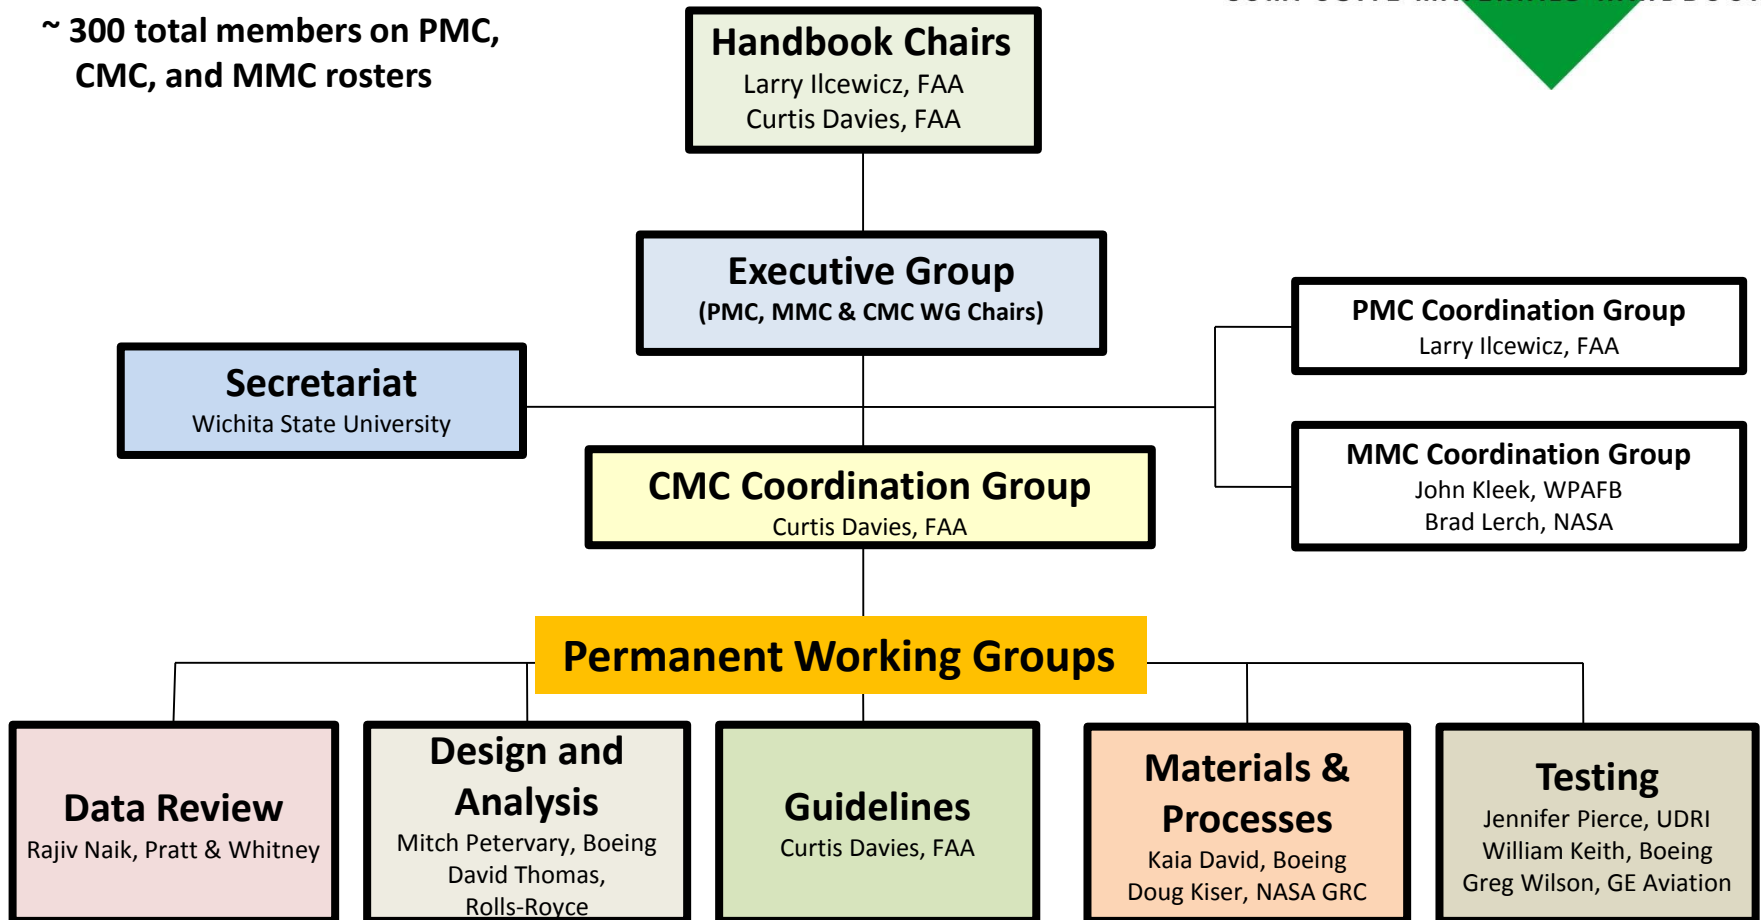 ~ 300 total members on PMC,
CMC, and MMC rosters
Handbook Chairs
Larry Ilcewicz, FAA
Curtis Davies, FAA
Executive Group
(PMC, MMC & CMC WG Chairs)
PMC Coordination Group
Larry Ilcewicz, FAA
Secretariat
Wichita State University
MMC Coordination Group
John Kleek, WPAFB
Brad Lerch, NASA
CMC Coordination Group
Curtis Davies, FAA
Permanent Working Groups
Data Review
Rajiv Naik, Pratt & Whitney
Design and
Analysis
Mitch Petervary, Boeing
David Thomas,
Rolls-Royce
Guidelines
Curtis Davies, FAA
Materials &
Processes
Kaia David, Boeing
Doug Kiser, NASA GRC
Testing
Jennifer Pierce, UDRI
William Keith, Boeing
Greg Wilson, GE Aviation